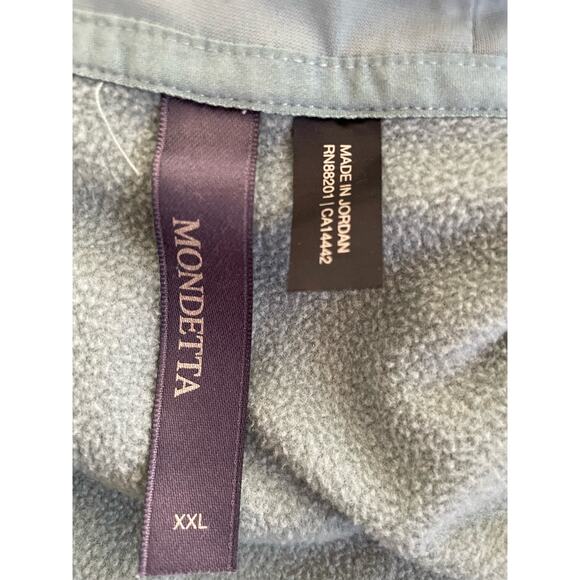 MONDETTA
XXL
MADE IN JORDAN
RN88201 | CA14442